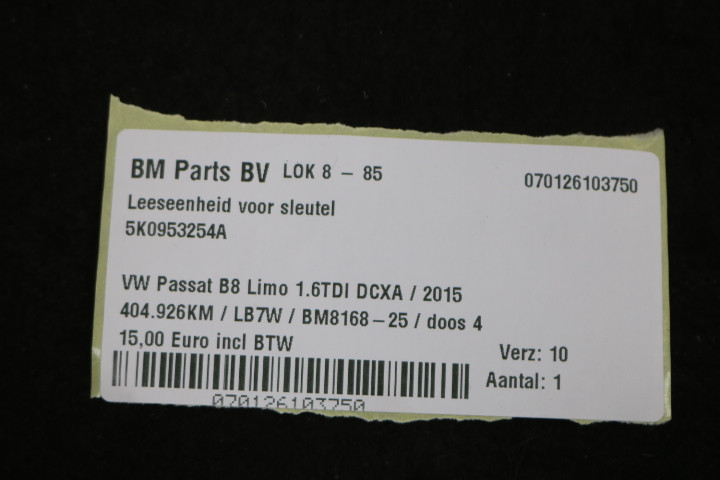 BM Parts BV LOK 8 - 85 070126103750
Leeseenheid voor sleutel
5K0953254A
VW Passat B8 Limo 1.6TDI DCXA / 2015
404.926KM / LB7W / BM8168-25 / doos 4
15,00 Euro incl BTW
Verz: 10
Aantal: 1
070126103750